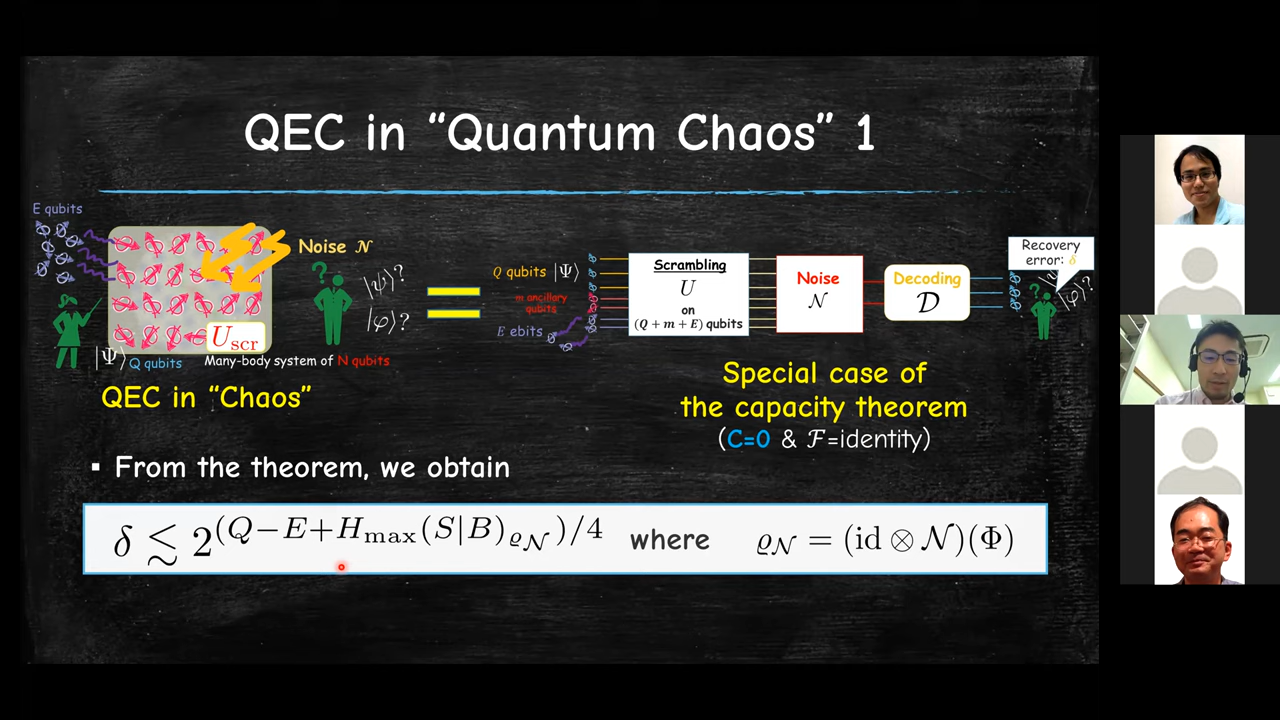 QEC in “Quantum Chaos” 1
E qubits
Noise 𝒩
|ψ⟩?
|φ⟩?
U_scr
|Ψ⟩ Q qubits
Many-body system of N qubits
QEC in “Chaos”
Q qubits |Ψ⟩
m ancillary
qubits
E ebits
Scrambling
U
on
(Q + m + E) qubits
Noise
𝒩
Decoding
𝒟
Recovery
error: δ
|φ⟩?
Special case of
the capacity theorem
(C=0 & ℱ=identity)
▪ From the theorem, we obtain
δ ≲ 2^{(Q−E+H_max(S|B)_{ϱ_𝒩})/4} where ϱ_𝒩 = (id ⊗ 𝒩)(Φ)